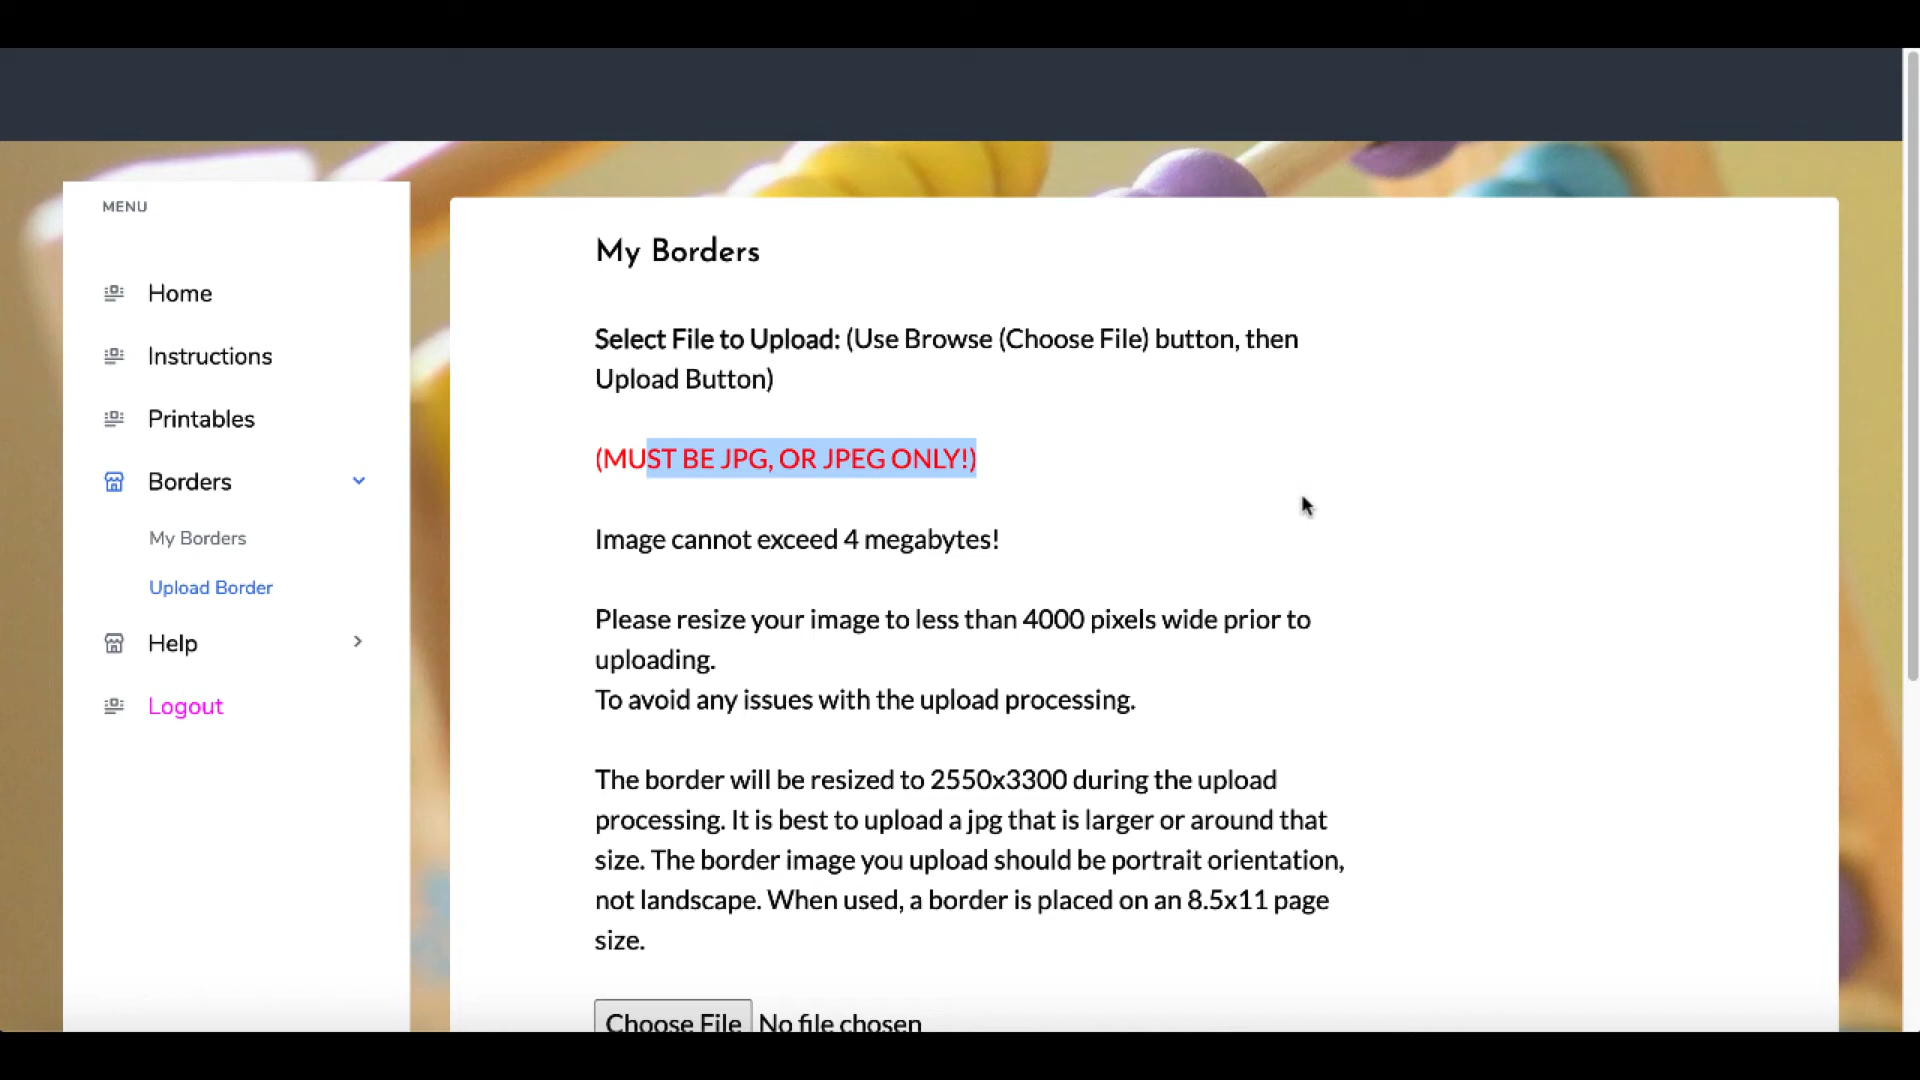 MENU
Home
Instructions
Printables
Borders
My Borders
Upload Border
Help
Logout
My Borders
Select File to Upload: (Use Browse (Choose File) button, then
Upload Button)
(MUST BE JPG, OR JPEG ONLY!)
Image cannot exceed 4 megabytes!
Please resize your image to less than 4000 pixels wide prior to
uploading.
To avoid any issues with the upload processing.
The border will be resized to 2550x3300 during the upload
processing. It is best to upload a jpg that is larger or around that
size. The border image you upload should be portrait orientation,
not landscape. When used, a border is placed on an 8.5x11 page
size.
Choose File No file chosen